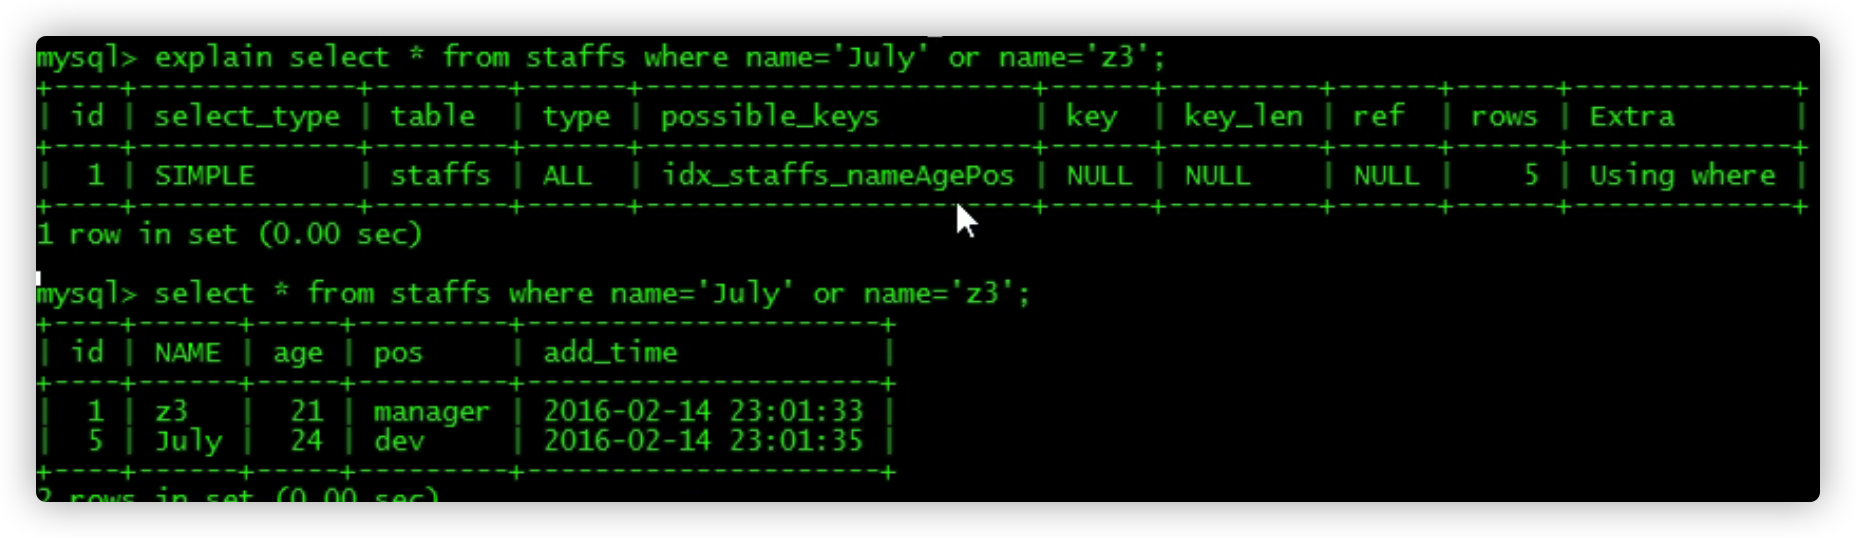 mysql> explain select * from staffs where name='July' or name='z3';
+----+-------------+--------+------+-------------------------+------+---------+------+------+-------------+
| id | select_type | table  | type | possible_keys           | key  | key_len | ref  | rows | Extra       |
+----+-------------+--------+------+-------------------------+------+---------+------+------+-------------+
|  1 | SIMPLE      | staffs | ALL  | idx_staffs_nameAgePos | NULL | NULL    | NULL |    5 | Using where |
+----+-------------+--------+------+-------------------------+------+---------+------+------+-------------+
1 row in set (0.00 sec)
mysql> select * from staffs where name='July' or name='z3';
+----+------+-----+---------+---------------------+
| id | NAME | age | pos     | add_time            |
+----+------+-----+---------+---------------------+
|  1 | z3   |  21 | manager | 2016-02-14 23:01:33 |
|  5 | July |  24 | dev     | 2016-02-14 23:01:35 |
+----+------+-----+---------+---------------------+
2 rows in set (0.00 sec)